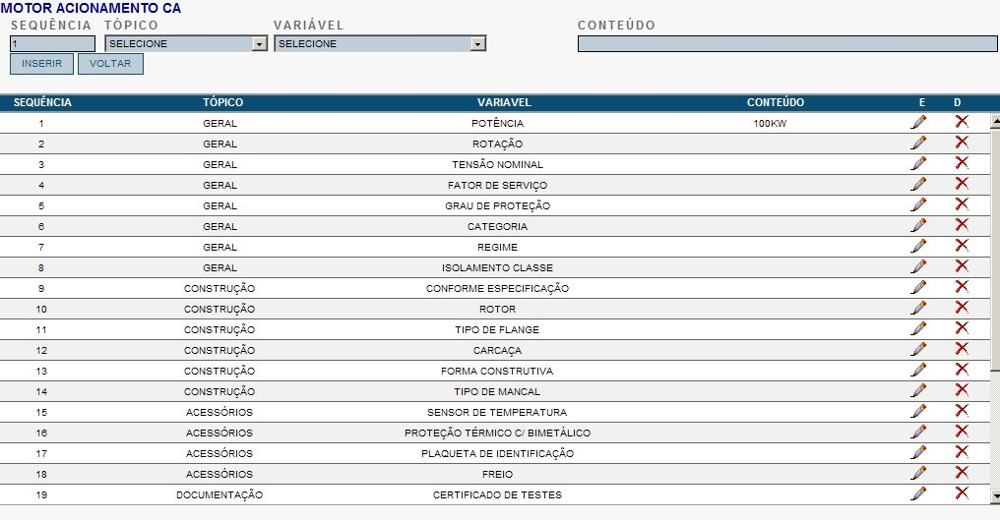 MOTOR ACIONAMENTO CA
SEQUÊNCIA TÓPICO VARIÁVEL CONTEÚDO
1 SELECIONE SELECIONE
INSERIR VOLTAR
SEQUÊNCIA TÓPICO VARIAVEL CONTEÚDO E D
1 GERAL POTÊNCIA 100KW
2 GERAL ROTAÇÃO
3 GERAL TENSÃO NOMINAL
4 GERAL FATOR DE SERVIÇO
5 GERAL GRAU DE PROTEÇÃO
6 GERAL CATEGORIA
7 GERAL REGIME
8 GERAL ISOLAMENTO CLASSE
9 CONSTRUÇÃO CONFORME ESPECIFICAÇÃO
10 CONSTRUÇÃO ROTOR
11 CONSTRUÇÃO TIPO DE FLANGE
12 CONSTRUÇÃO CARCAÇA
13 CONSTRUÇÃO FORMA CONSTRUTIVA
14 CONSTRUÇÃO TIPO DE MANCAL
15 ACESSÓRIOS SENSOR DE TEMPERATURA
16 ACESSÓRIOS PROTEÇÃO TÉRMICO C/ BIMETÁLICO
17 ACESSÓRIOS PLAQUETA DE IDENTIFICAÇÃO
18 ACESSÓRIOS FREIO
19 DOCUMENTAÇÃO CERTIFICADO DE TESTES